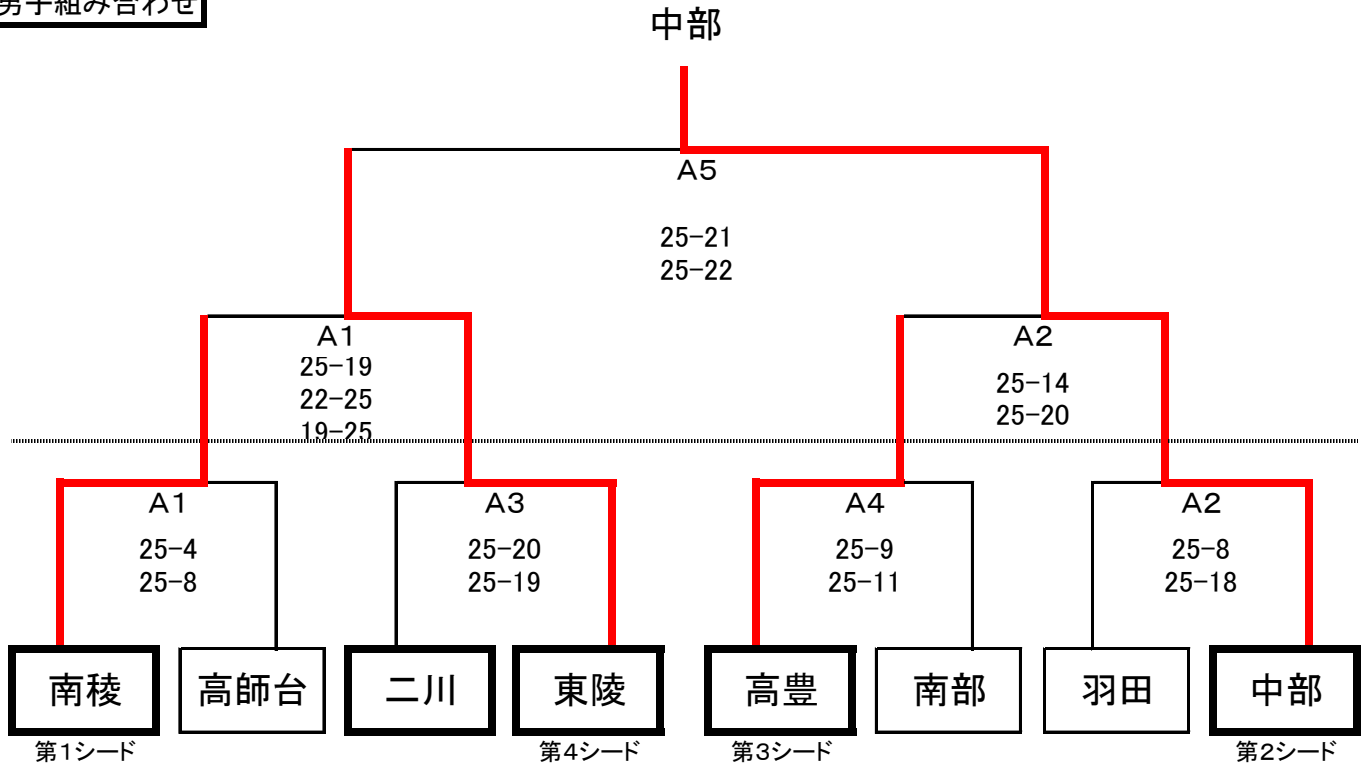 男子組み合わせ
中部
A5
25-21
25-22
A1
25-19
22-25
19-25
A2
25-14
25-20
A1
25-4
25-8
A3
25-20
25-19
A4
25-9
25-11
A2
25-8
25-18
南稜
高師台
二川
東陵
高豊
南部
羽田
中部
第1シード
第4シード
第3シード
第2シード